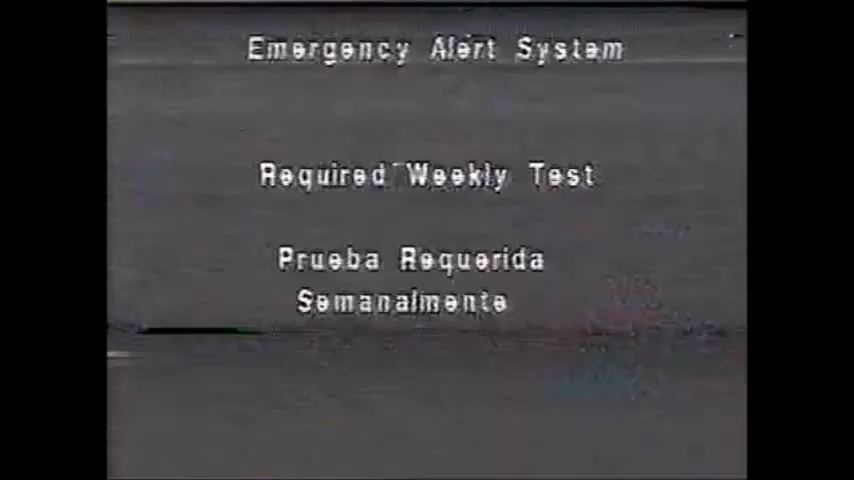 Emergency Alert System
Required Weekly Test
Prueba Requerida
Semanalmente